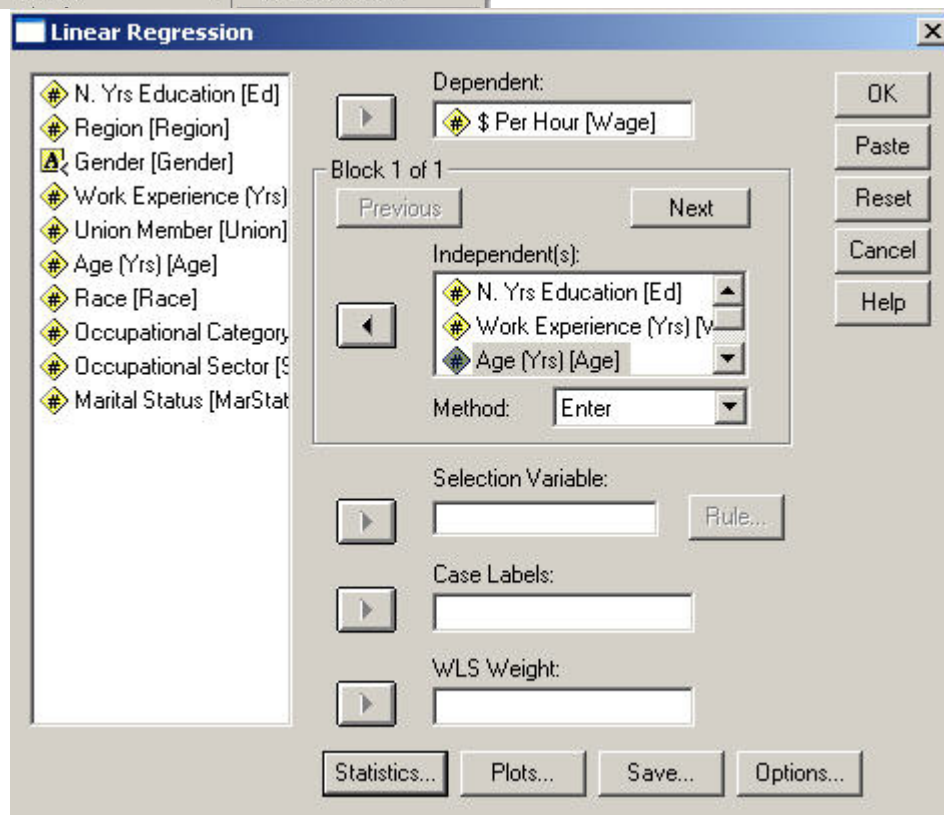 Linear Regression
N. Yrs Education [Ed]
Region [Region]
Gender [Gender]
Work Experience (Yrs)
Union Member [Union]
Age (Yrs) [Age]
Race [Race]
Occupational Category
Occupational Sector [S
Marital Status [MarStat
Dependent:
$ Per Hour [Wage]
Block 1 of 1
Previous
Next
Independent(s):
N. Yrs Education [Ed]
Work Experience (Yrs) [W
Age (Yrs) [Age]
Method: Enter
Selection Variable:
Rule...
Case Labels:
WLS Weight:
Statistics... Plots... Save... Options...
OK
Paste
Reset
Cancel
Help